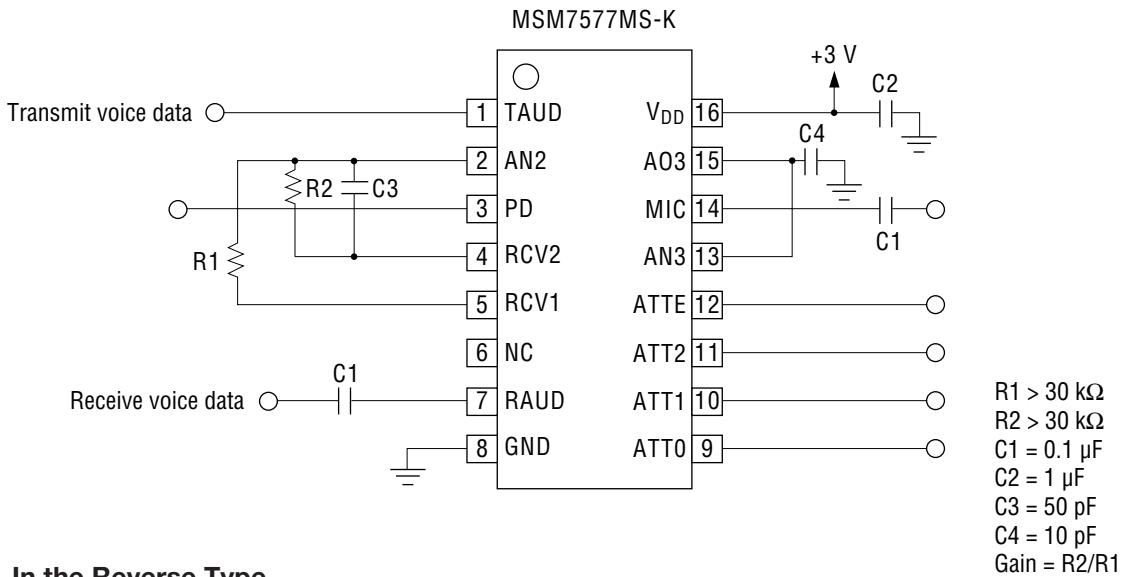 MSM7577MS-K
+3 V
C2
Transmit voice data
1 TAUD
V_DD 16
C4
2 AN2
AO3 15
R2
C3
3 PD
MIC 14
C1
R1
4 RCV2
AN3 13
5 RCV1
ATTE 12
6 NC
ATT2 11
C1
Receive voice data
7 RAUD
ATT1 10
8 GND
ATT0 9
R1 > 30 kΩ
R2 > 30 kΩ
C1 = 0.1 µF
C2 = 1 µF
C3 = 50 pF
C4 = 10 pF
Gain = R2/R1
In the Reverse Type